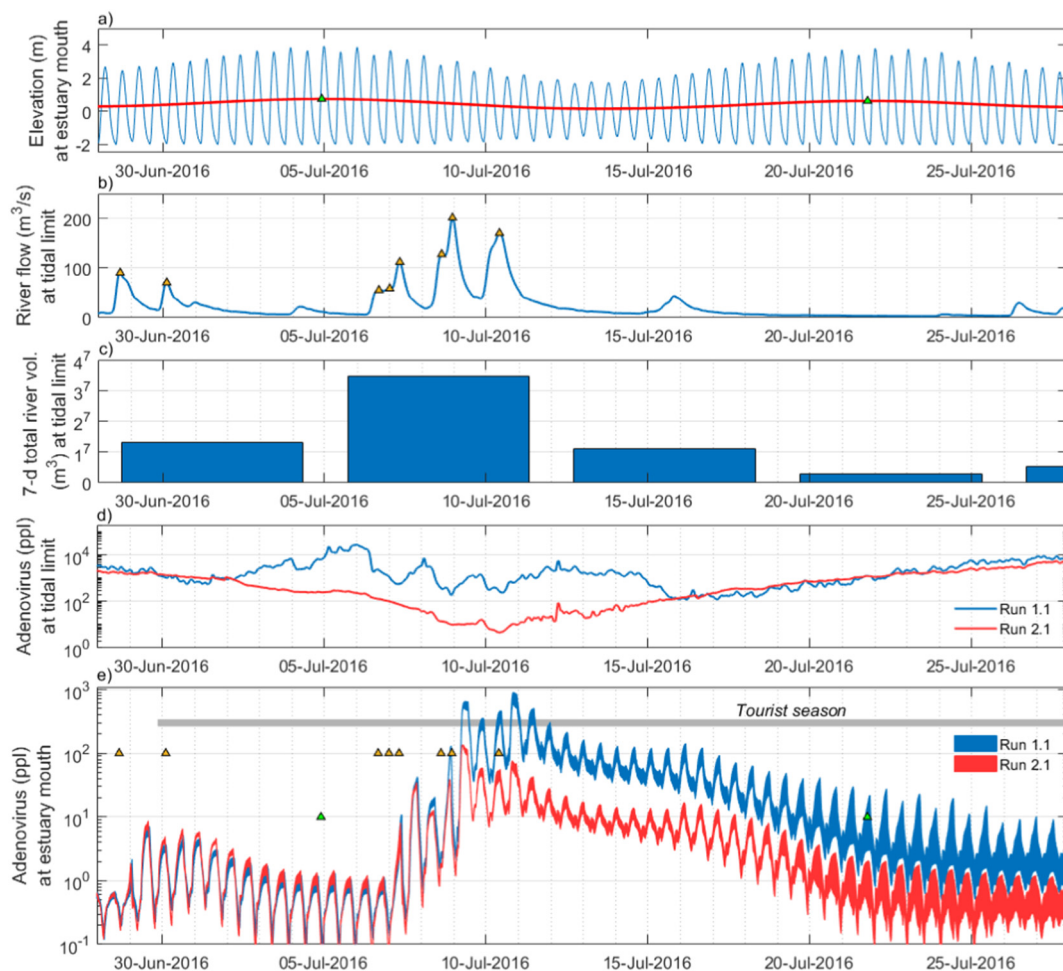 a)
Elevation (m)
at estuary mouth
4
2
0
-2
30-Jun-2016 05-Jul-2016 10-Jul-2016 15-Jul-2016 20-Jul-2016 25-Jul-2016
b)
River flow (m³/s)
at tidal limit
200
100
0
30-Jun-2016 05-Jul-2016 10-Jul-2016 15-Jul-2016 20-Jul-2016 25-Jul-2016
c)
7-d total river vol.
(m³) at tidal limit
4⁷
3⁷
2⁷
1⁷
0
30-Jun-2016 05-Jul-2016 10-Jul-2016 15-Jul-2016 20-Jul-2016 25-Jul-2016
d)
Adenovirus (ppl)
at tidal limit
10⁴
10²
10⁰
Run 1.1
Run 2.1
30-Jun-2016 05-Jul-2016 10-Jul-2016 15-Jul-2016 20-Jul-2016 25-Jul-2016
e)
Adenovirus (ppl)
at estuary mouth
10³
10²
10¹
10⁰
10⁻¹
Tourist season
Run 1.1
Run 2.1
30-Jun-2016 05-Jul-2016 10-Jul-2016 15-Jul-2016 20-Jul-2016 25-Jul-2016